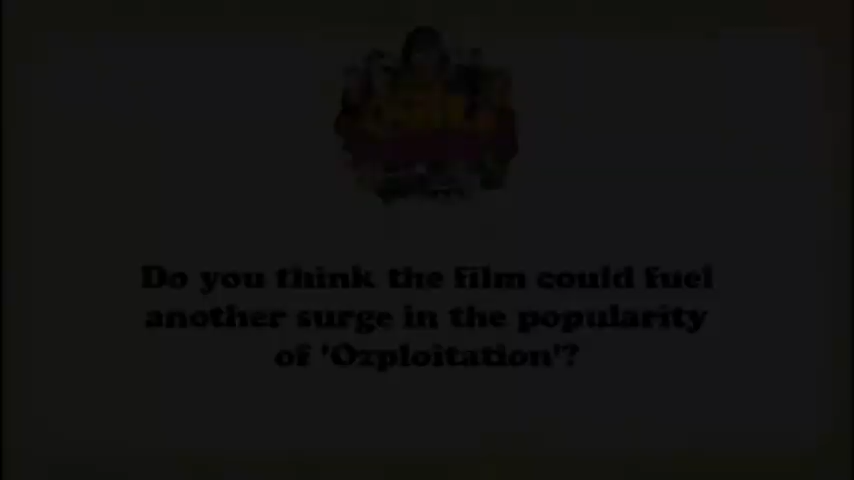 Do you think the film could fuel
another surge in the popularity
of 'Ozploitation'?